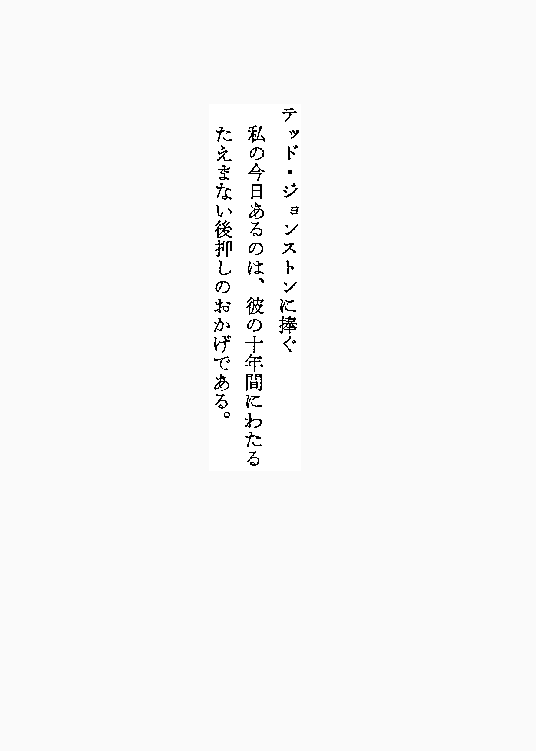 テッド・ジョンストンに捧ぐ
私の今日あるのは、彼の十年間にわたる
たえまない後押しのおかげである。